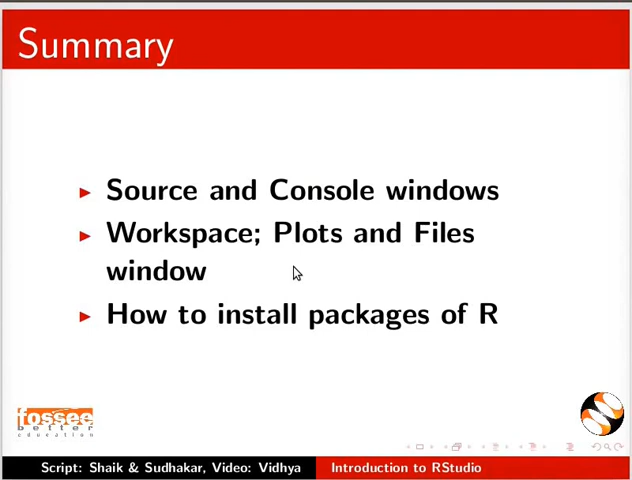 Summary
Source and Console windows
Workspace; Plots and Files
window
How to install packages of R
fossee
better
education
Script: Shaik & Sudhakar, Video: Vidhya
Introduction to RStudio